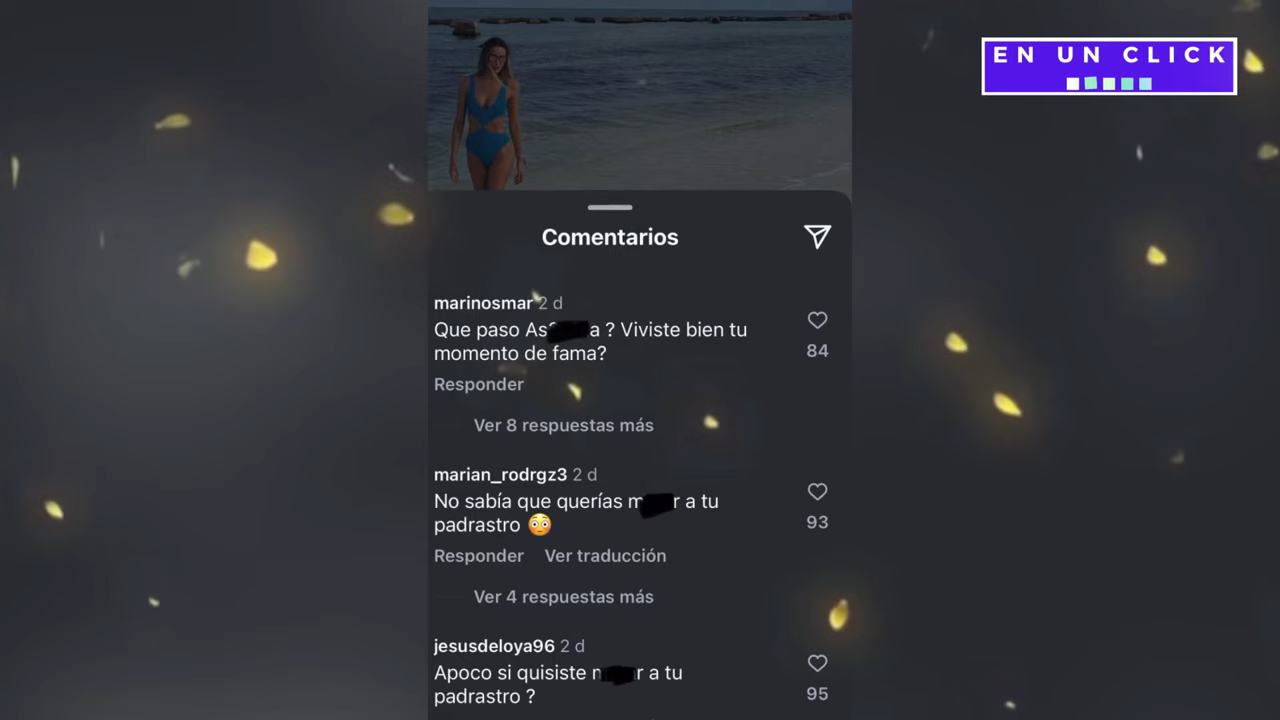 EN UN CLICK
Comentarios
marinosmar 2 d
Que paso As a ? Viviste bien tu
momento de fama?
84
Responder
Ver 8 respuestas más
marian_rodrgz3 2 d
No sabía que querías m r a tu
padrastro 😳
93
Responder Ver traducción
Ver 4 respuestas más
jesusdeloya96 2 d
Apoco si quisiste r a tu
padrastro ?
95